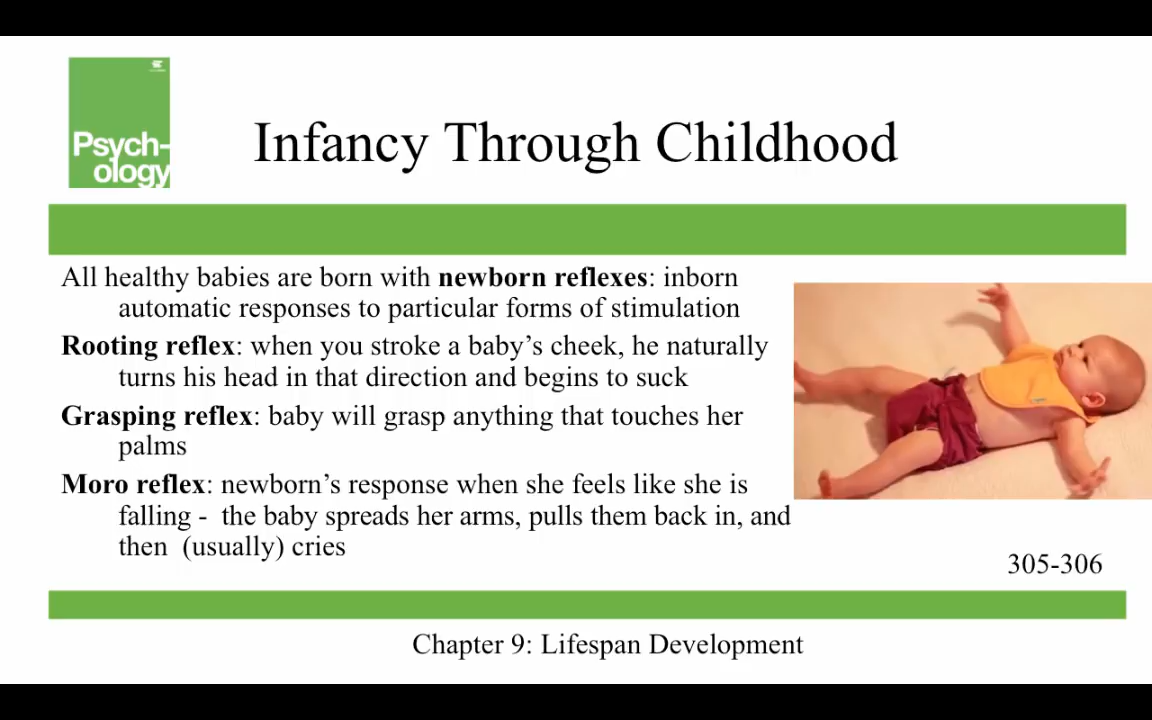 Psych-
ology
Infancy Through Childhood
All healthy babies are born with newborn reflexes: inborn
automatic responses to particular forms of stimulation
Rooting reflex: when you stroke a baby’s cheek, he naturally
turns his head in that direction and begins to suck
Grasping reflex: baby will grasp anything that touches her
palms
Moro reflex: newborn’s response when she feels like she is
falling - the baby spreads her arms, pulls them back in, and
then (usually) cries
305-306
Chapter 9: Lifespan Development